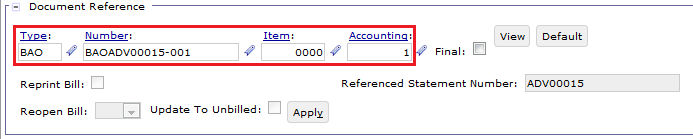 Document Reference
Type: Number: Item: Accounting:
BAO BAOADV00015-001 0000 1 Final: View Default
Reprint Bill: Referenced Statement Number: ADV00015
Reopen Bill: Update To Unbilled: Apply